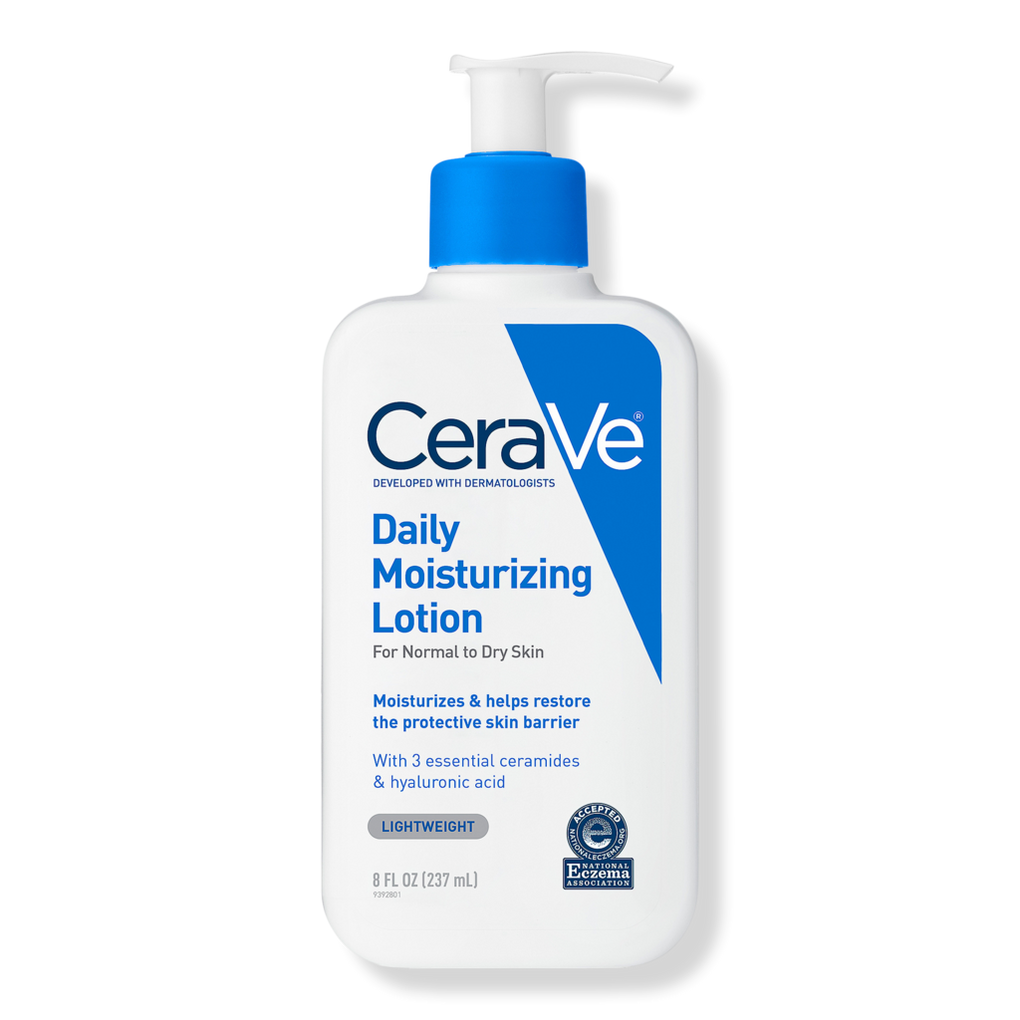 CeraVe®
DEVELOPED WITH DERMATOLOGISTS
Daily
Moisturizing
Lotion
For Normal to Dry Skin
Moisturizes & helps restore
the protective skin barrier
With 3 essential ceramides
& hyaluronic acid
LIGHTWEIGHT
8 FL OZ (237 mL)
9392801
ACCEPTED
e
NATIONALECZEMA.ORG
NATIONAL
Eczema
ASSOCIATION